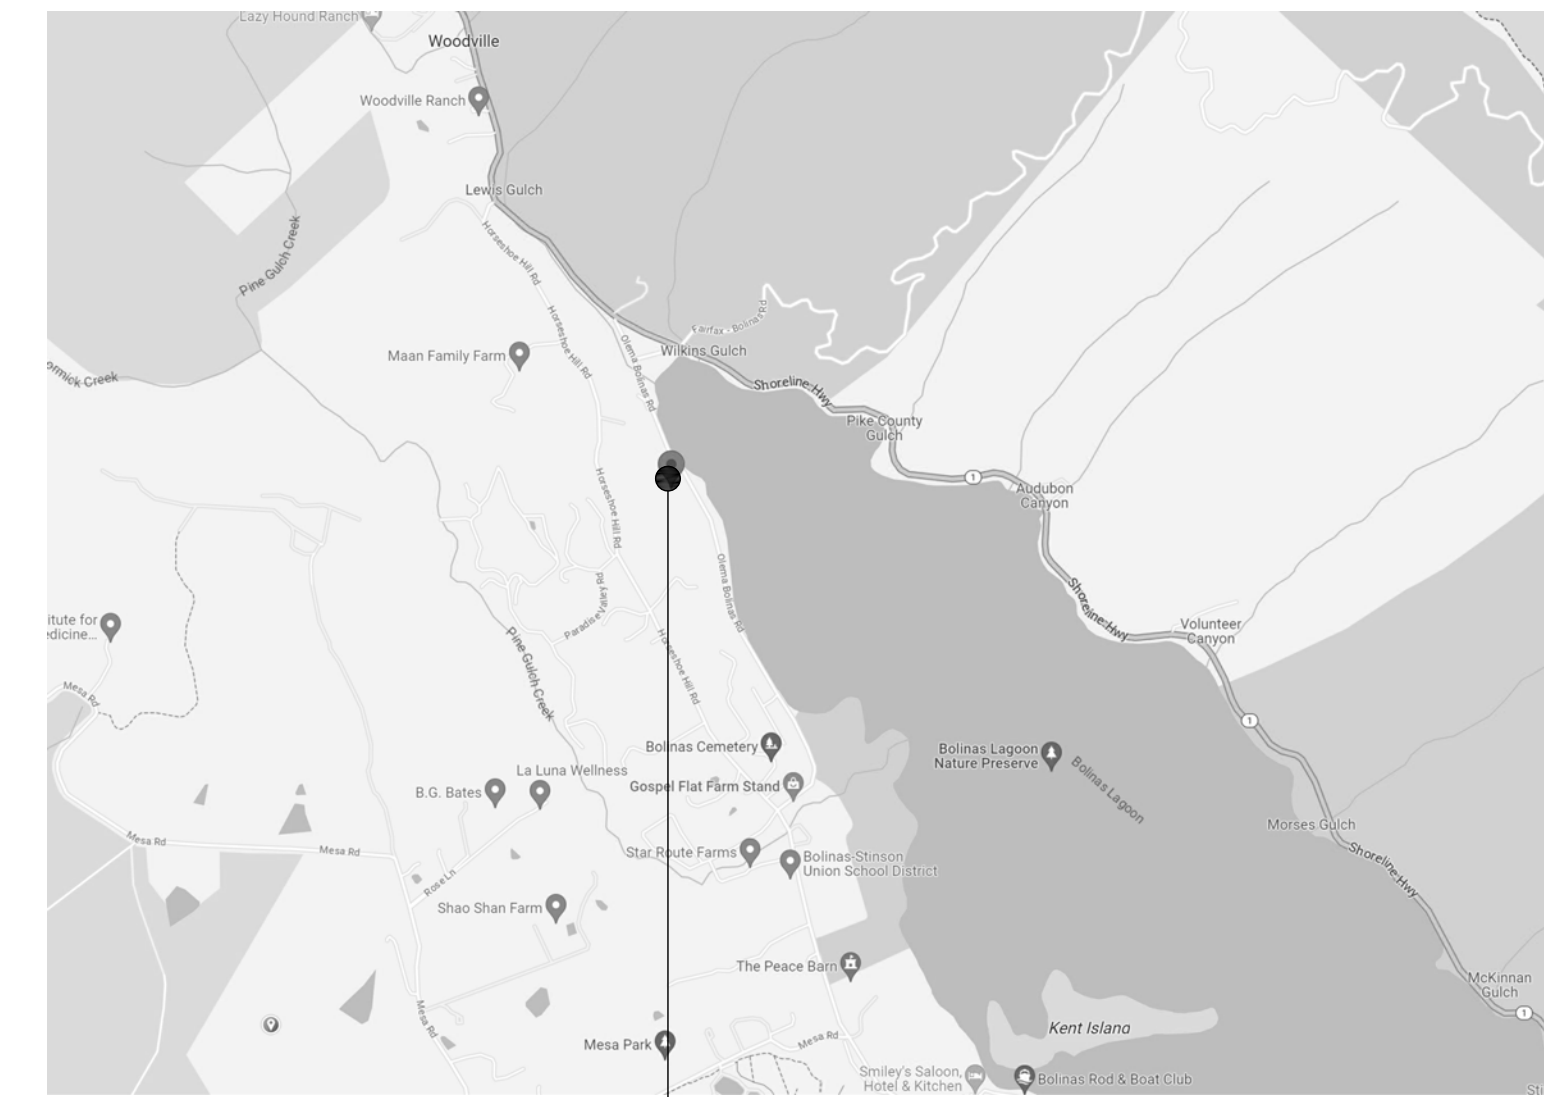 Lazy Hound Ranch
Woodville
Woodville Ranch
Lewis Gulch
Pine Gulch Creek
Horseshoe Hill Rd
Horseshoe Hill Rd
Fairfax - Bolinas Rd
Olema Bolinas Rd
Wilkins Gulch
Maan Family Farm
ormick Creek
Shoreline Hwy
Pike County
Gulch
1
Audubon
Canyon
Horseshoe Hill Rd
Olema Bolinas Rd
Paradise Valley Rd
Shoreline Hwy
itute for
edicine...
Volunteer
Canyon
Pine Gulch Creek
Horseshoe Hill Rd
Mesa Rd
1
Bolinas Cemetery
Bolinas Lagoon
Nature Preserve
Bolinas Lagoon
La Luna Wellness
B.G. Bates
Gospel Flat Farm Stand
Morses Gulch
Mesa Rd
Mesa Rd
Star Route Farms
Bolinas-Stinson
Union School District
Shoreline Hwy
Rose Ln
Shao Shan Farm
The Peace Barn
McKinnan
Gulch
1
Mesa Rd
Kent Island
Mesa Park
Mesa Rd
Smiley's Saloon,
Hotel & Kitchen
Bolinas Rod & Boat Club
Sti